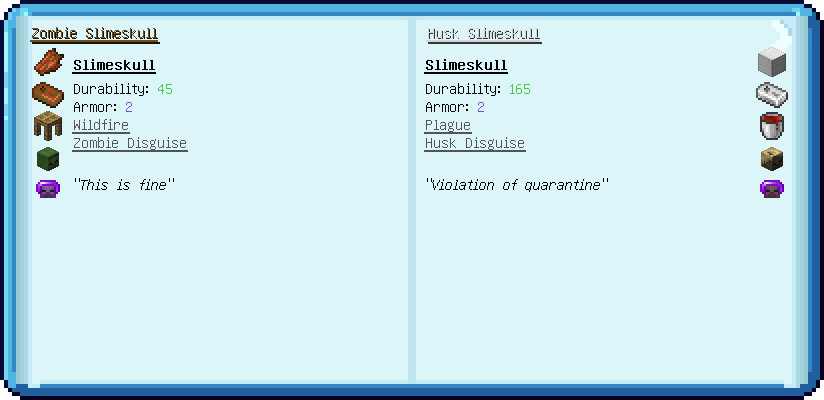 Zombie Slimeskull
Slimeskull
Durability: 45
Armor: 2
Wildfire
Zombie Disguise
"This is fine"
Husk Slimeskull
Slimeskull
Durability: 165
Armor: 2
Plague
Husk Disguise
"Violation of quarantine"